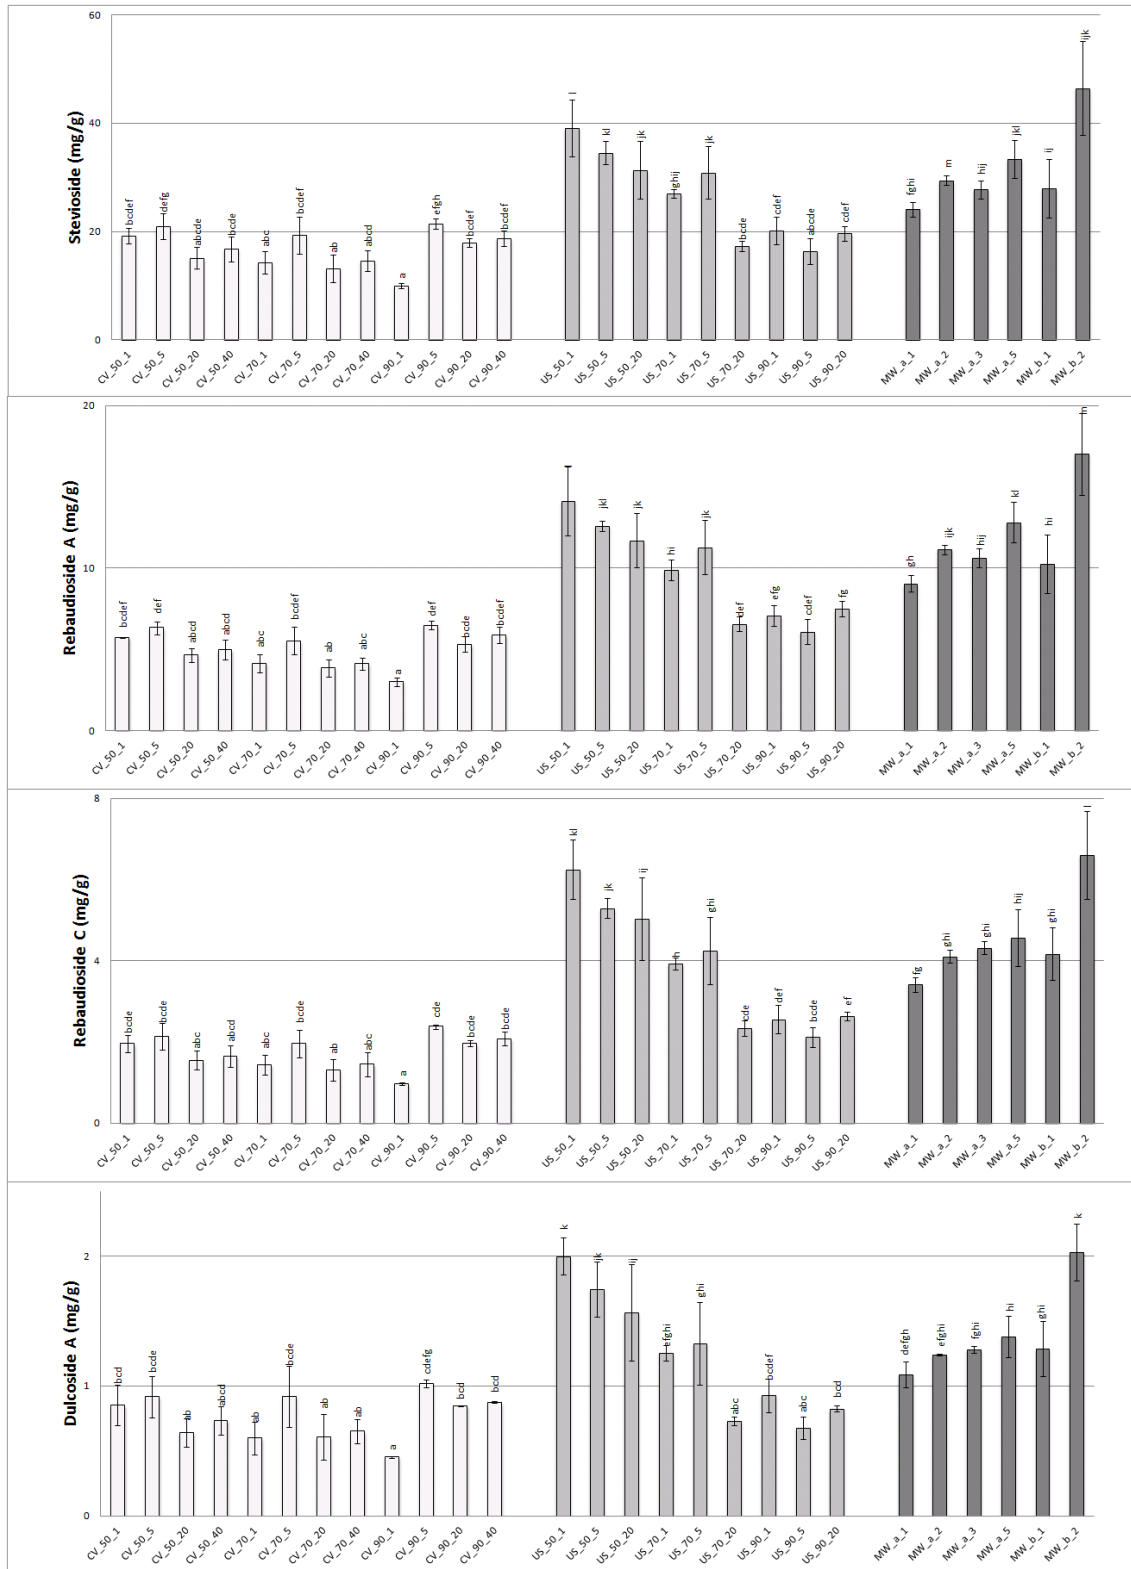 Stevioside (mg/g)
60
40
20
0
bcdef defg abcde bcde abc bcdef ab abcd a efgh bcdef bcdef l kl jk ghij jk bcde cdef abcde cdef fghi m hij jkl ij ijk
CV_50_1 CV_50_5 CV_50_20 CV_50_40 CV_70_1 CV_70_5 CV_70_20 CV_70_40 CV_90_1 CV_90_5 CV_90_20 CV_90_40 US_50_1 US_50_5 US_50_20 US_70_1 US_70_5 US_70_20 US_90_1 US_90_5 US_90_20 MW_a_1 MW_a_2 MW_a_3 MW_a_5 MW_b_1 MW_b_2
Rebaudioside A (mg/g)
20
10
0
bcdef def abcd abcd abc bcdef ab abc a def bcde bcdef jkl jk hi jk def efg cdef fg gh ijk hij kl hi
CV_50_1 CV_50_5 CV_50_20 CV_50_40 CV_70_1 CV_70_5 CV_70_20 CV_70_40 CV_90_1 CV_90_5 CV_90_20 CV_90_40 US_50_1 US_50_5 US_50_20 US_70_1 US_70_5 US_70_20 US_90_1 US_90_5 US_90_20 MW_a_1 MW_a_2 MW_a_3 MW_a_5 MW_b_1 MW_b_2
Rebaudioside C (mg/g)
8
4
0
bcde bcde abc abcd abc bcde ab abc a cde bcde bcde kl jk ij ghi cde def bcde ef fg ghi ghi hij ghi l
CV_50_1 CV_50_5 CV_50_20 CV_50_40 CV_70_1 CV_70_5 CV_70_20 CV_70_40 CV_90_1 CV_90_5 CV_90_20 CV_90_40 US_50_1 US_50_5 US_50_20 US_70_1 US_70_5 US_70_20 US_90_1 US_90_5 US_90_20 MW_a_1 MW_a_2 MW_a_3 MW_a_5 MW_b_1 MW_b_2
Dulcoside A (mg/g)
2
1
0
bcd bcde ab abcd ab bcde ab ab a cdefg bcd bcd k ijk ij efghi ghi abc bcdef abc bcd defgh efghi fghi hi ghi k
CV_50_1 CV_50_5 CV_50_20 CV_50_40 CV_70_1 CV_70_5 CV_70_20 CV_70_40 CV_90_1 CV_90_5 CV_90_20 CV_90_40 US_50_1 US_50_5 US_50_20 US_70_1 US_70_5 US_70_20 US_90_1 US_90_5 US_90_20 MW_a_1 MW_a_2 MW_a_3 MW_a_5 MW_b_1 MW_b_2